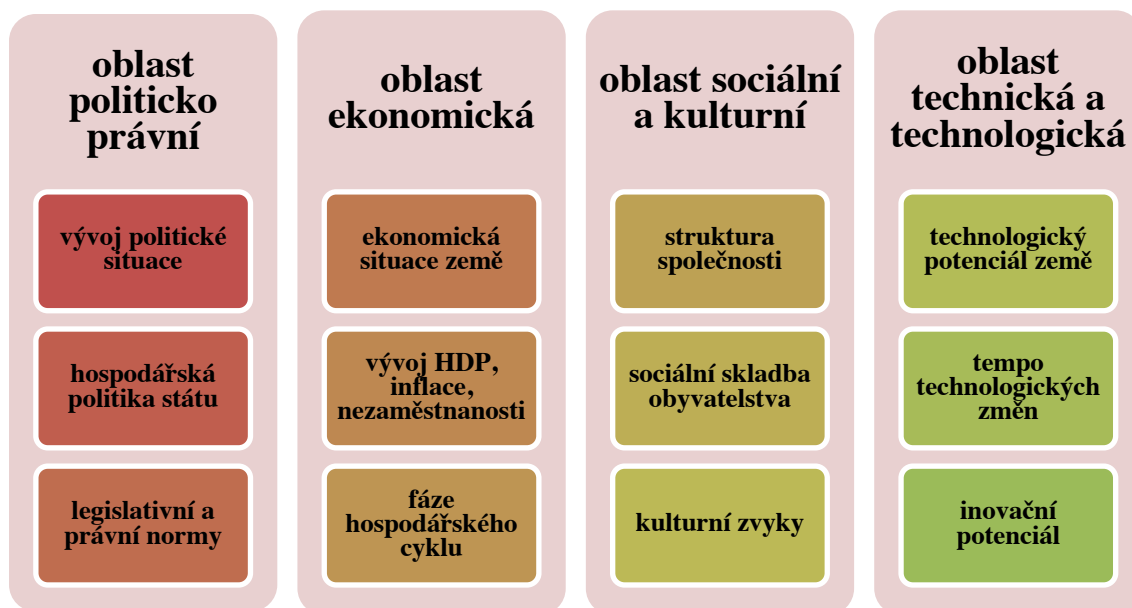 oblast
politicko
právní
vývoj politické
situace
hospodářská
politika státu
legislativní a
právní normy
oblast
ekonomická
ekonomická
situace země
vývoj HDP,
inflace,
nezaměstnanosti
fáze
hospodářského
cyklu
oblast sociální
a kulturní
struktura
společnosti
sociální skladba
obyvatelstva
kulturní zvyky
oblast
technická a
technologická
technologický
potenciál země
tempo
technologických
změn
inovační
potenciál